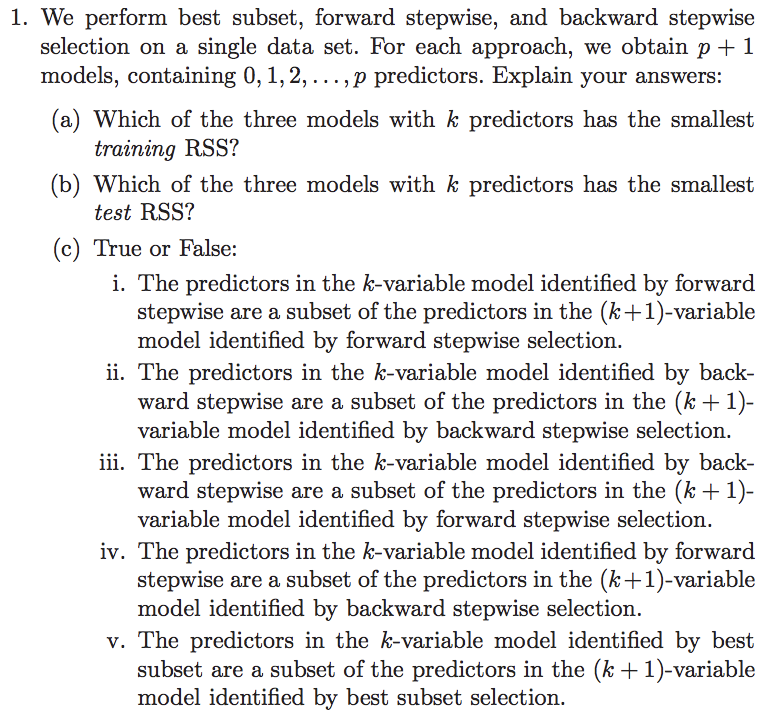 1. We perform best subset, forward stepwise, and backward stepwise
selection on a single data set. For each approach, we obtain p + 1
models, containing 0, 1, 2, . . . , p predictors. Explain your answers:
(a) Which of the three models with k predictors has the smallest
training RSS?
(b) Which of the three models with k predictors has the smallest
test RSS?
(c) True or False:
i. The predictors in the k-variable model identified by forward
stepwise are a subset of the predictors in the (k+1)-variable
model identified by forward stepwise selection.
ii. The predictors in the k-variable model identified by back-
ward stepwise are a subset of the predictors in the (k + 1)-
variable model identified by backward stepwise selection.
iii. The predictors in the k-variable model identified by back-
ward stepwise are a subset of the predictors in the (k + 1)-
variable model identified by forward stepwise selection.
iv. The predictors in the k-variable model identified by forward
stepwise are a subset of the predictors in the (k+1)-variable
model identified by backward stepwise selection.
v. The predictors in the k-variable model identified by best
subset are a subset of the predictors in the (k + 1)-variable
model identified by best subset selection.